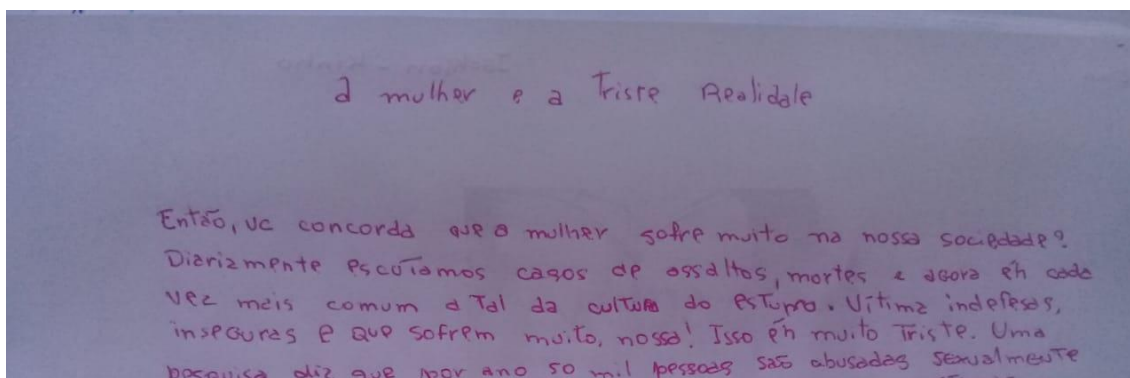 a mulher e a Triste Realidade
Então, vc concorda que a mulher sofre muito na nossa sociedade?
Diariamente escutamos casos de assaltos, mortes e agora éh cada
vez mais comum a Tal da cultura do estupro. Vítima indefesas,
inseguras e que sofrem muito, nossa! Isso éh muito Triste. Uma
pesquisa diz que por ano 50 mil pessoas são abusadas sexualmente